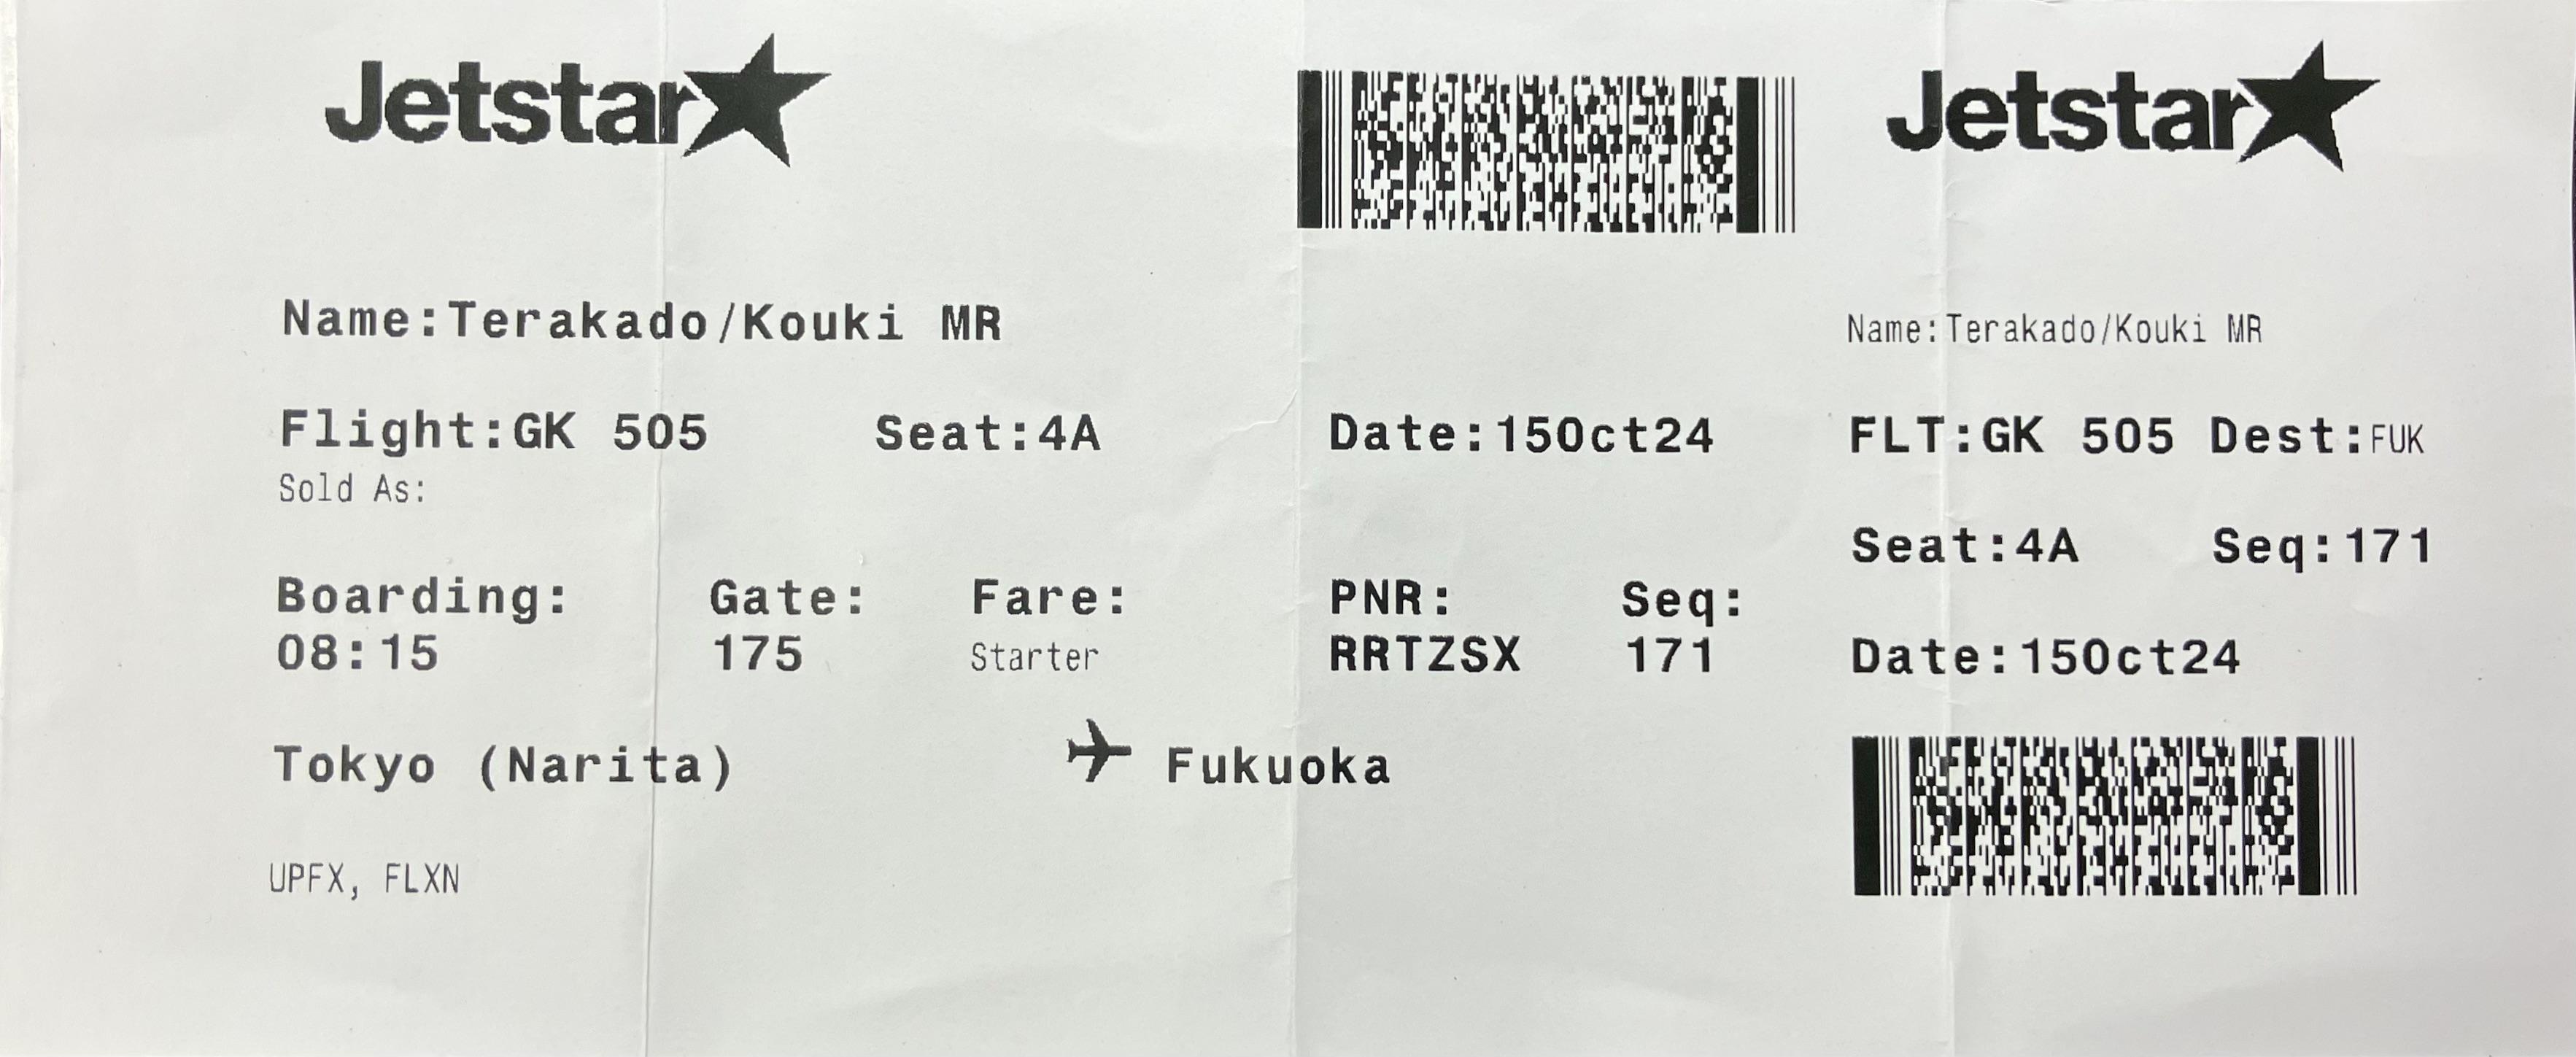 Jetstar
Name:Terakado/Kouki MR
Flight:GK 505 Seat:4A Date:15Oct24
Sold As:
Boarding: Gate: Fare: PNR: Seq:
08:15 175 Starter RRTZSX 171
Tokyo (Narita) Fukuoka
UPFX, FLXN
Jetstar
Name:Terakado/Kouki MR
FLT:GK 505 Dest:FUK
Seat:4A Seq:171
Date:15Oct24